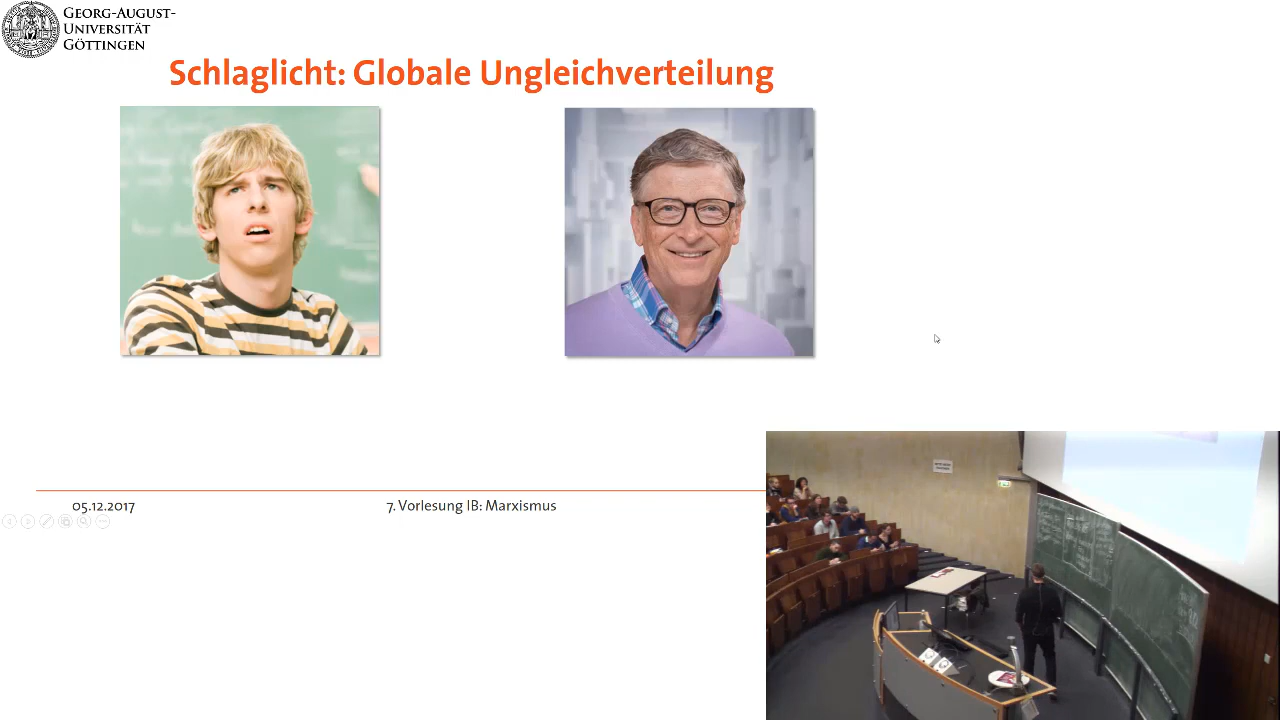 GEORG-AUGUST-
UNIVERSITÄT
GÖTTINGEN
Schlaglicht: Globale Ungleichverteilung
05.12.2017
7. Vorlesung IB: Marxismus